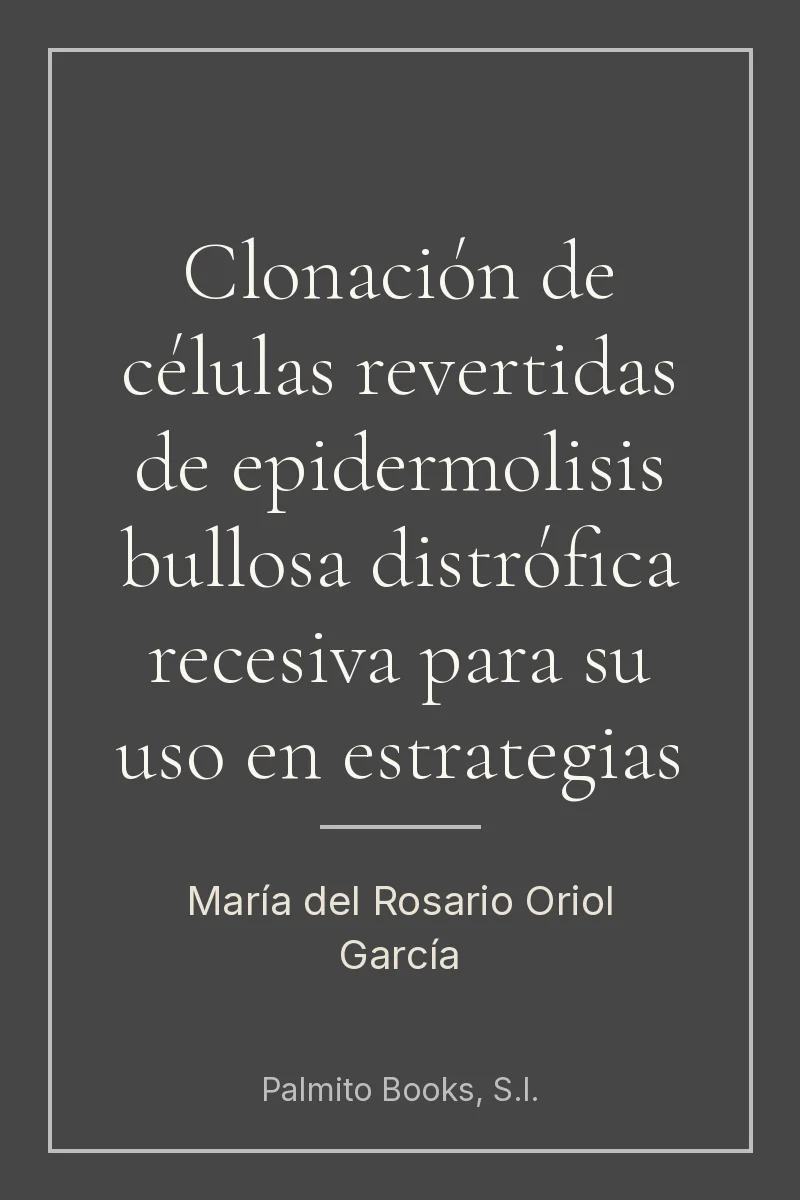 Clonación de
células revertidas
de epidermolisis
bullosa distrófica
recesiva para su
uso en estrategias
María del Rosario Oriol
García
Palmito Books, S.l.